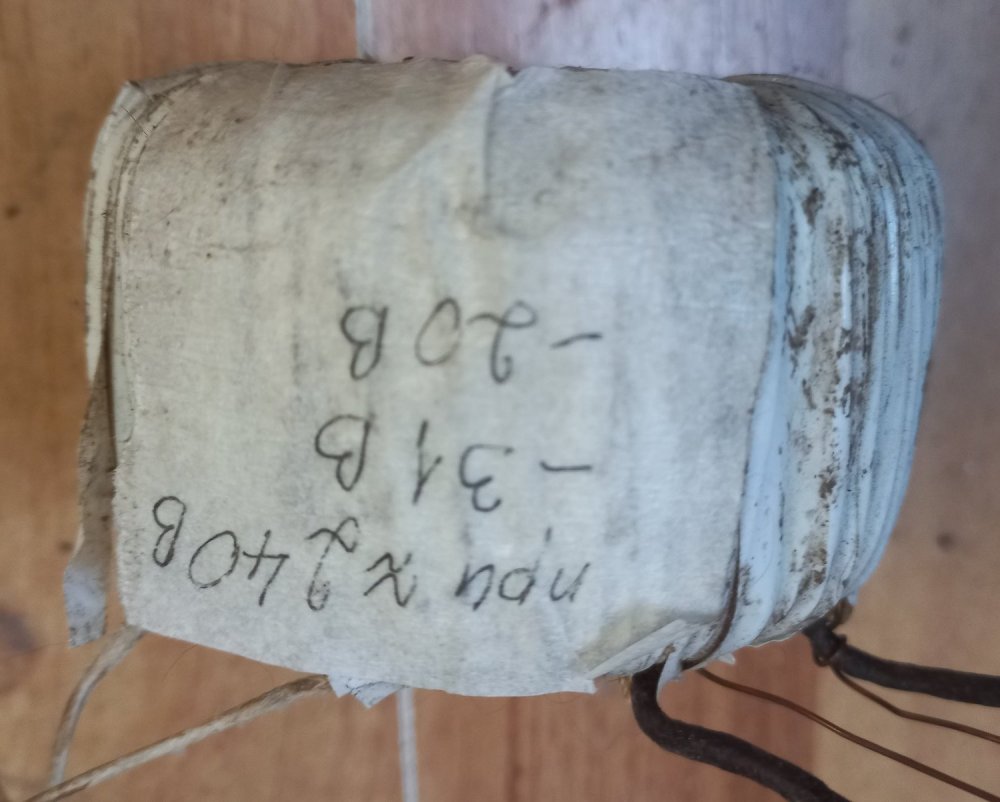 при ~ 240В
- 31В
- 20В